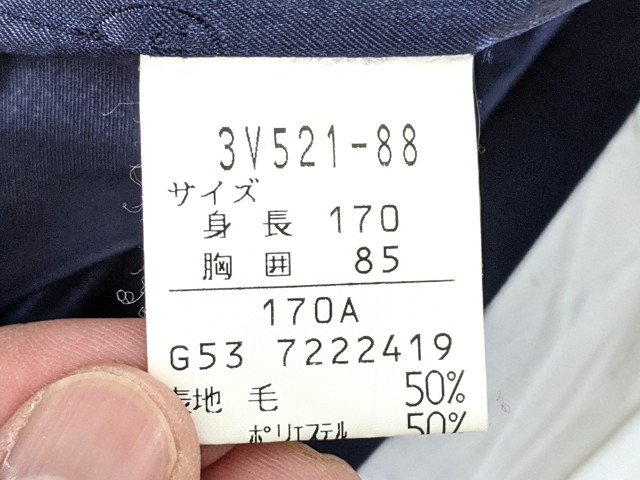 3V521-88
サイズ
身長 170
胸囲 85
170A
G53 7222419
表地 毛 50%
ポリエステル 50%